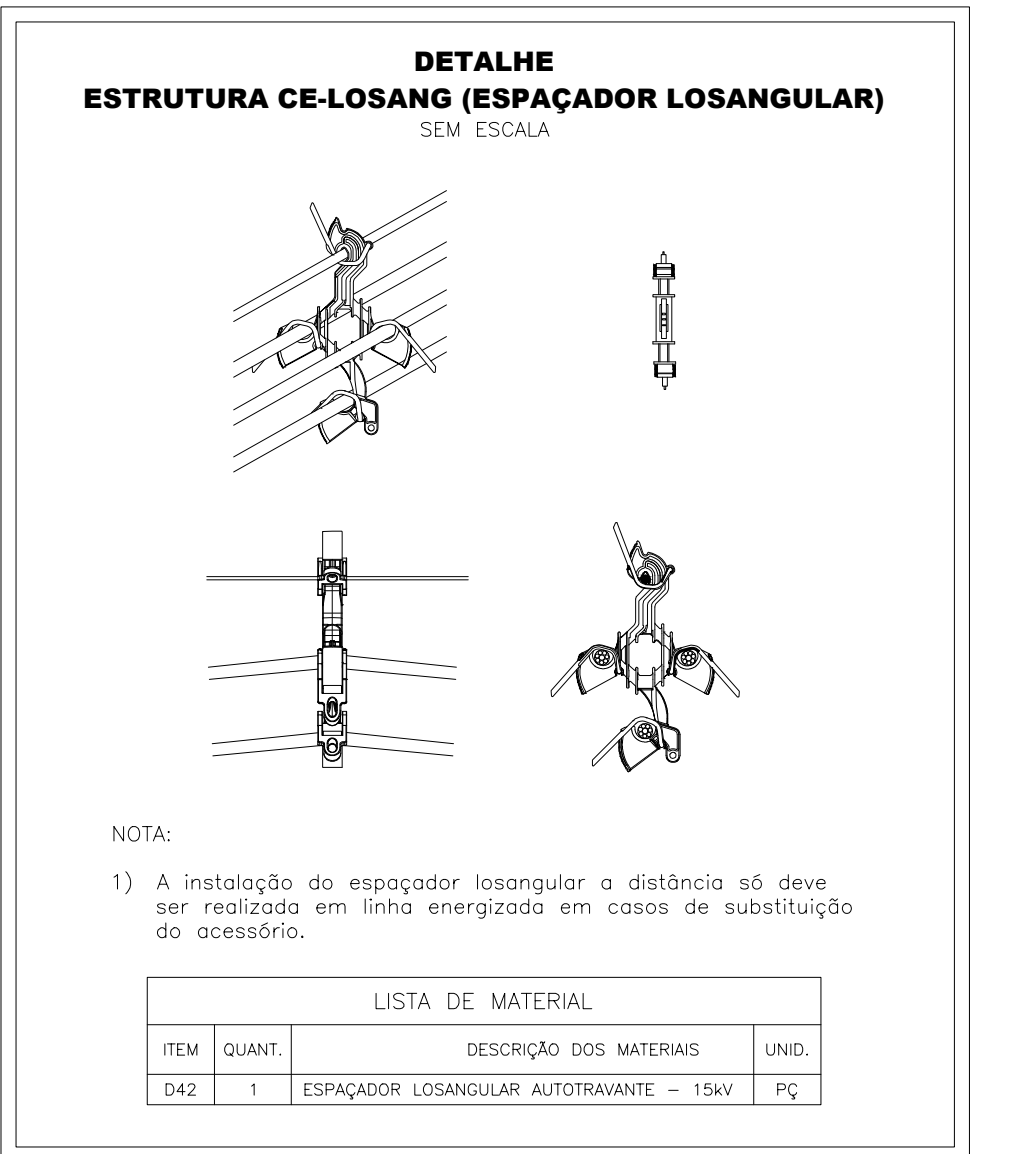 DETALHE
ESTRUTURA CE-LOSANG (ESPAÇADOR LOSANGULAR)
SEM ESCALA
NOTA:
1) A instalação do espaçador losangular a distância só deve
ser realizada em linha energizada em casos de substituição
do acessório.
LISTA DE MATERIAL
ITEM QUANT. DESCRIÇÃO DOS MATERIAIS UNID.
D42 1 ESPAÇADOR LOSANGULAR AUTOTRAVANTE – 15kV PÇ